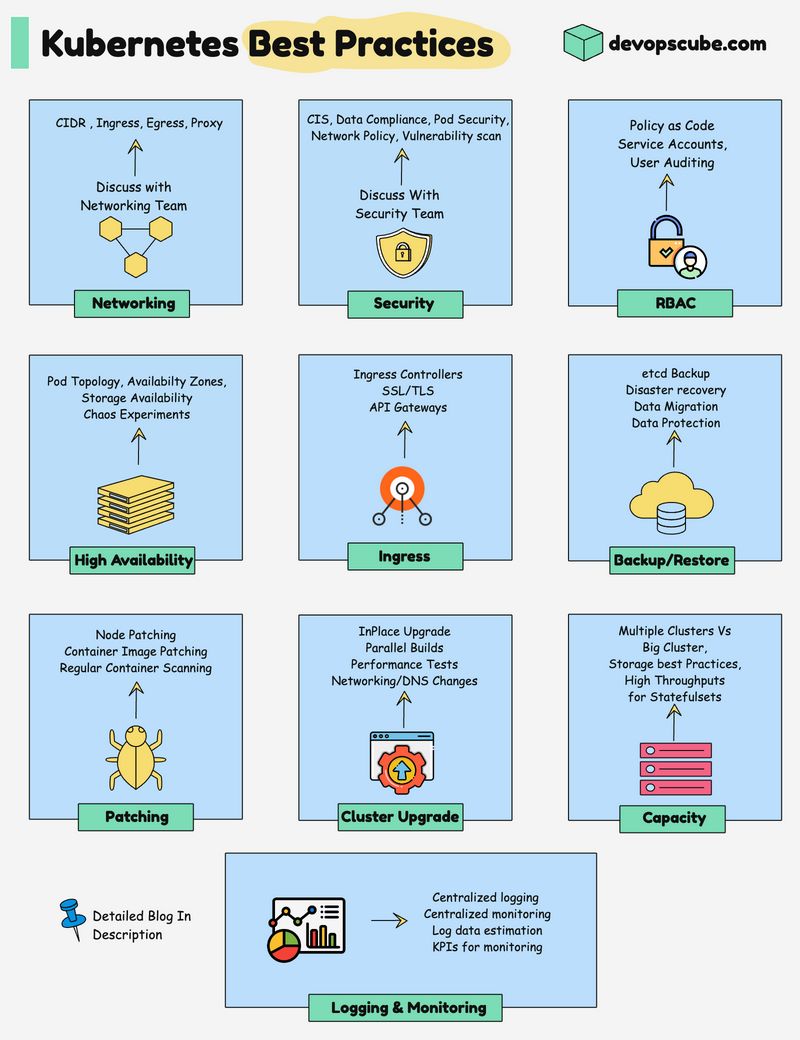 Kubernetes Best Practices
devopscube.com
CIDR , Ingress, Egress, Proxy
Discuss with
Networking Team
Networking
CIS, Data Compliance, Pod Security,
Network Policy, Vulnerability scan
Discuss With
Security Team
Security
Policy as Code
Service Accounts,
User Auditing
RBAC
Pod Topology, Availabilty Zones,
Storage Availability
Chaos Experiments
High Availability
Ingress Controllers
SSL/TLS
API Gateways
Ingress
etcd Backup
Disaster recovery
Data Migration
Data Protection
Backup/Restore
Node Patching
Container Image Patching
Regular Container Scanning
Patching
InPlace Upgrade
Parallel Builds
Performance Tests
Networking/DNS Changes
Cluster Upgrade
Multiple Clusters Vs
Big Cluster,
Storage best Practices,
High Throughputs
for Statefulsets
Capacity
Detailed Blog In
Description
Centralized logging
Centralized monitoring
Log data estimation
KPIs for monitoring
Logging & Monitoring